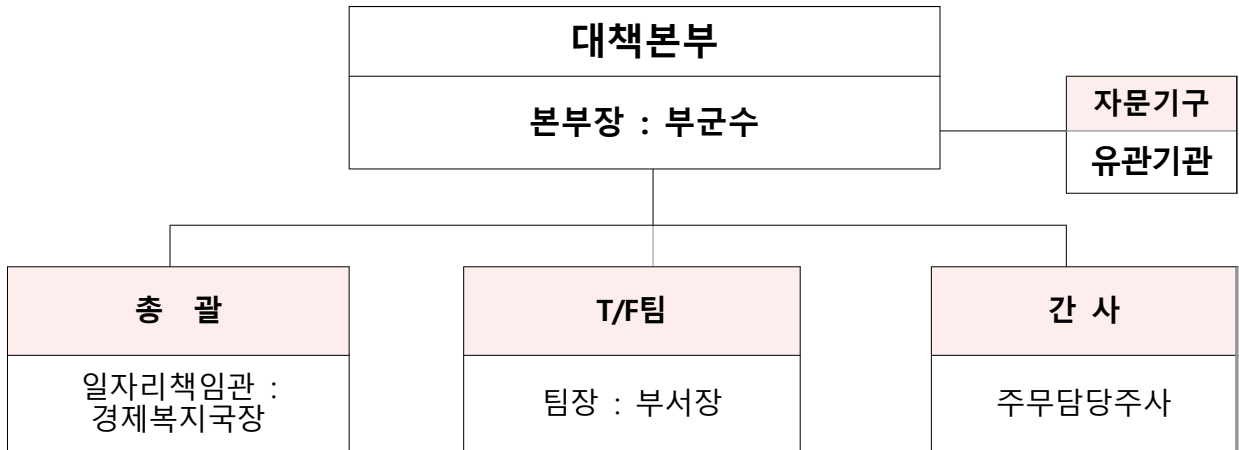 대책본부
본부장 : 부군수
자문기구
유관기관
총 괄
일자리책임관 :
경제복지국장
T/F팀
팀장 : 부서장
간 사
주무담당주사